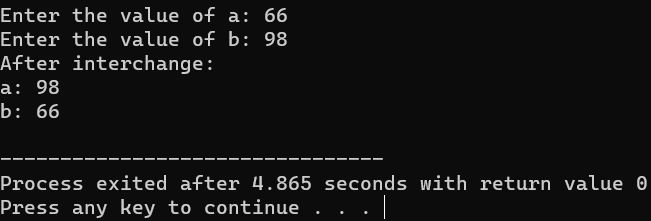 Enter the value of a: 66
Enter the value of b: 98
After interchange:
a: 98
b: 66
--------------------------------
Process exited after 4.865 seconds with return value 0
Press any key to continue . . .